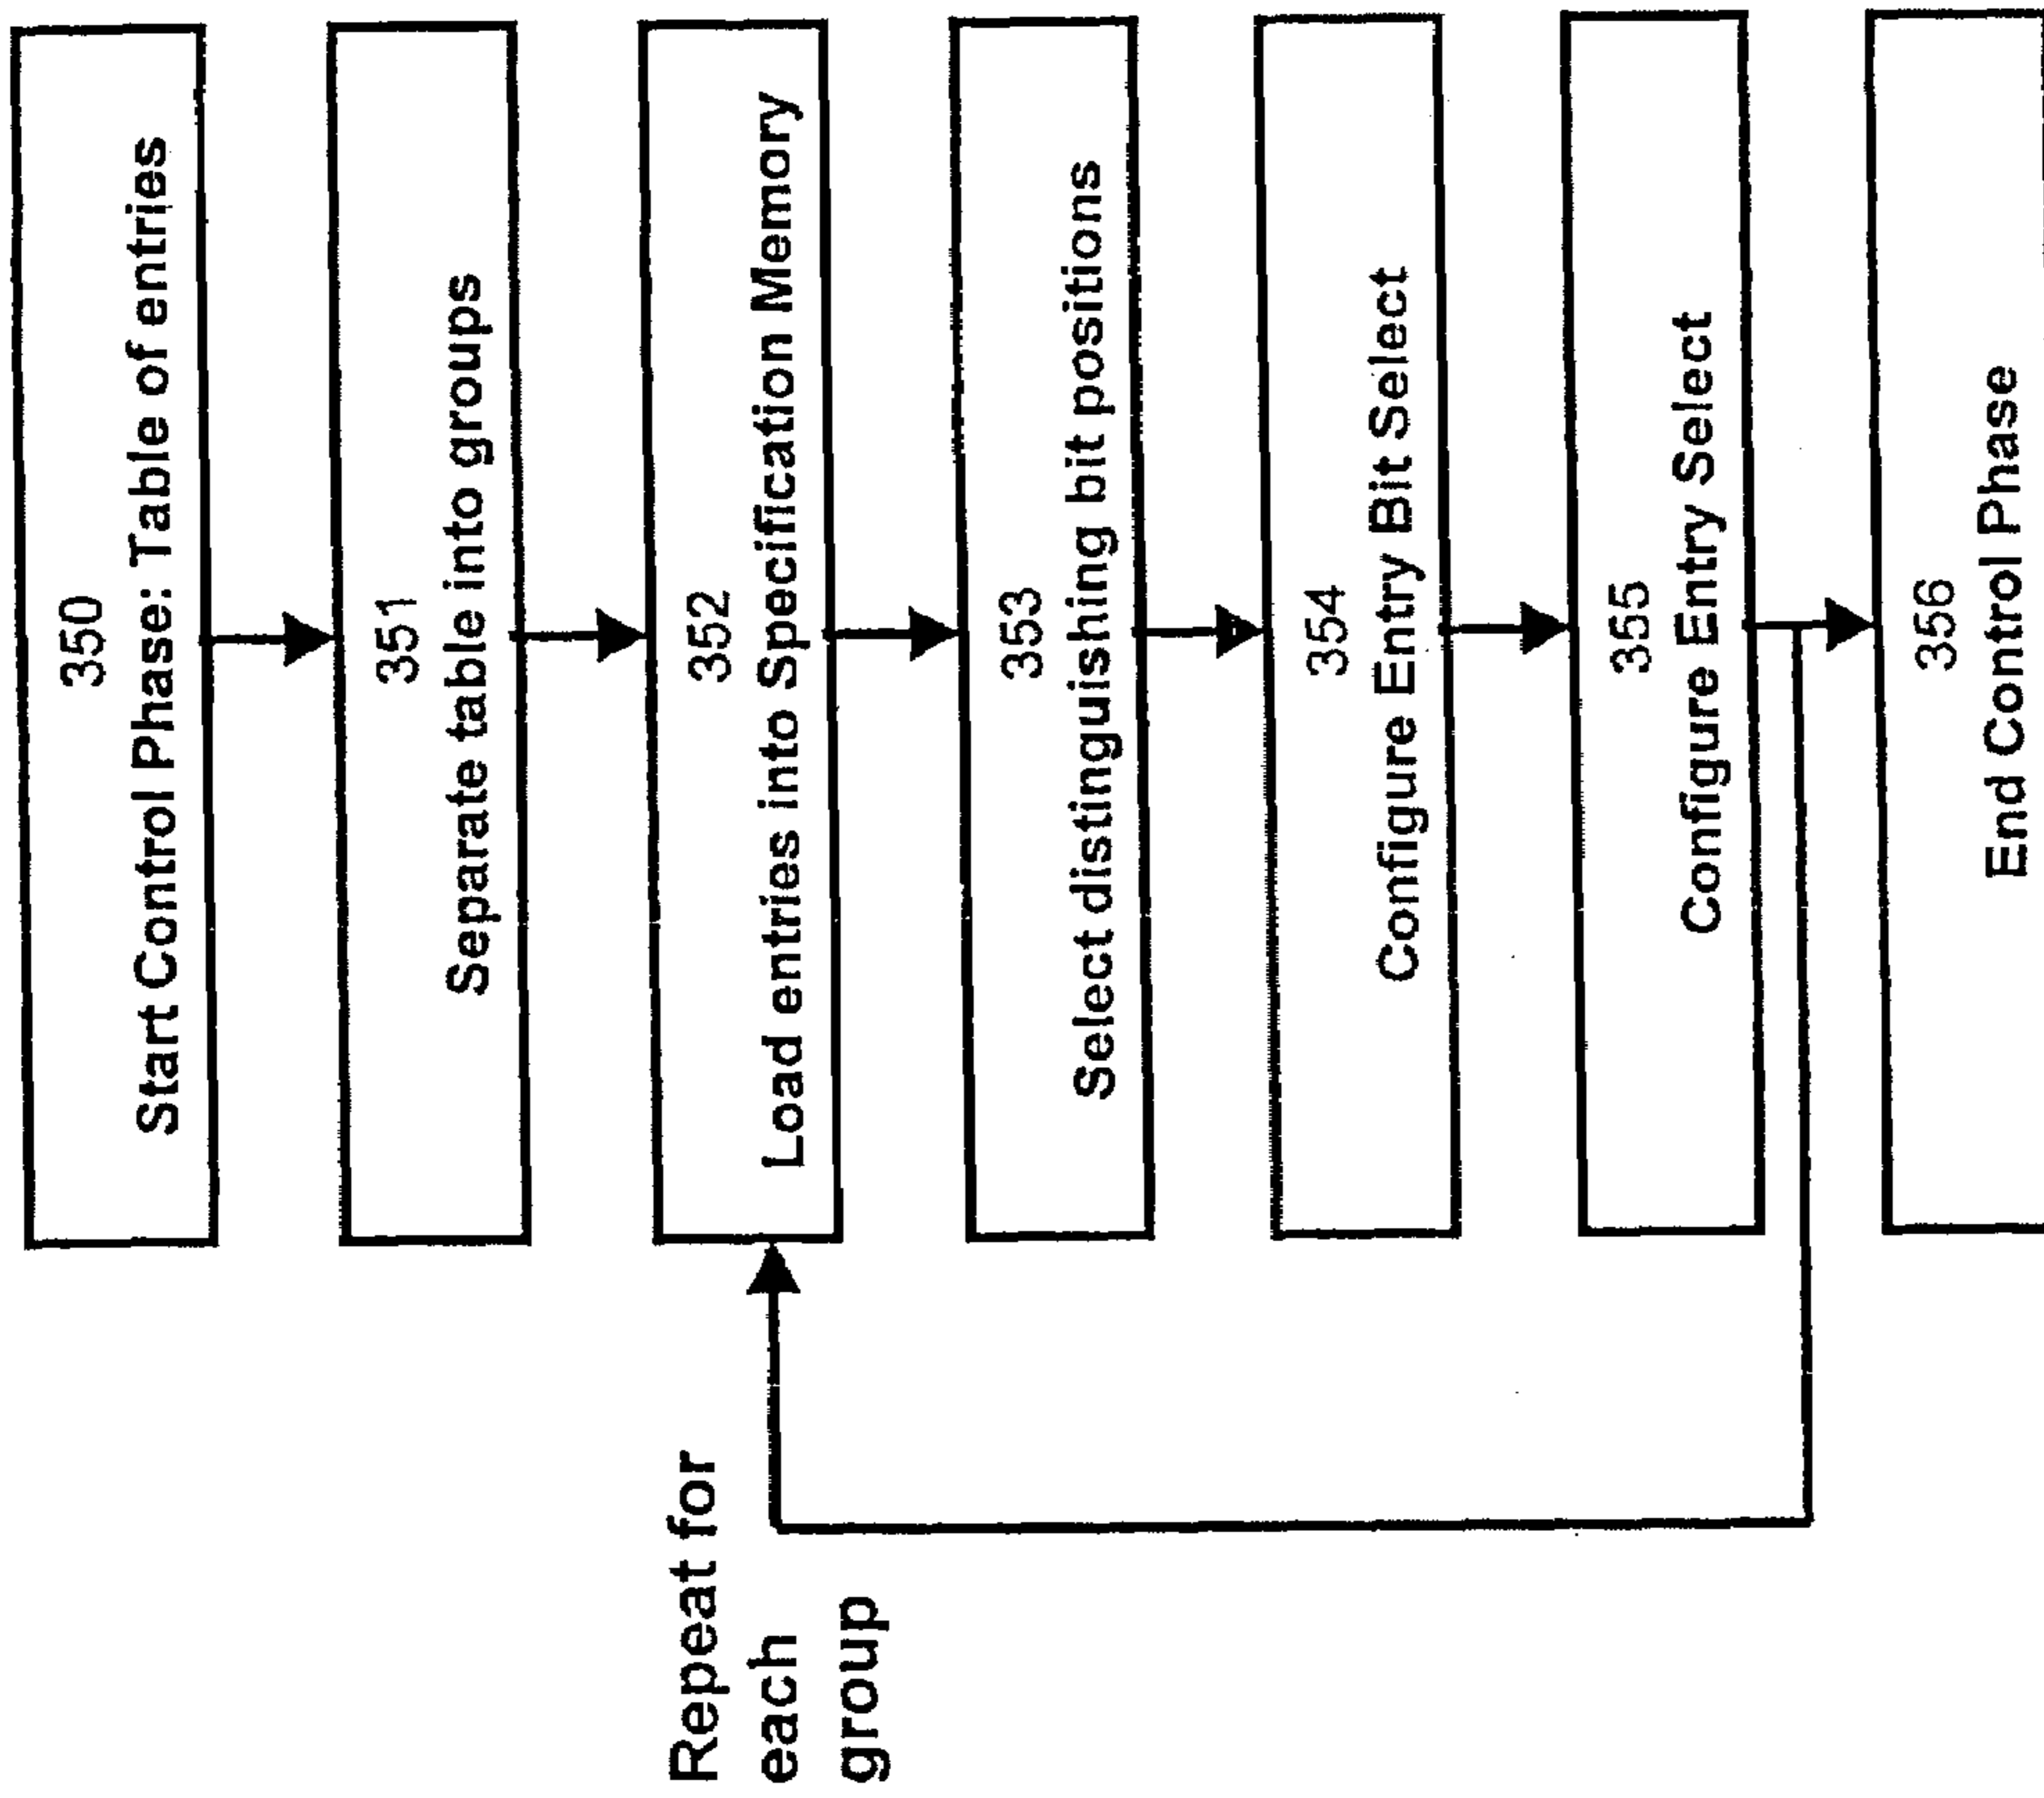 350
Start Control Phase: Table of entries
351
Separate table into groups
352
Load entries into Specification Memory
353
Select distinguishing bit positions
354
Configure Entry Bit Select
355
Configure Entry Select
356
End Control Phase
Repeat for
each
group